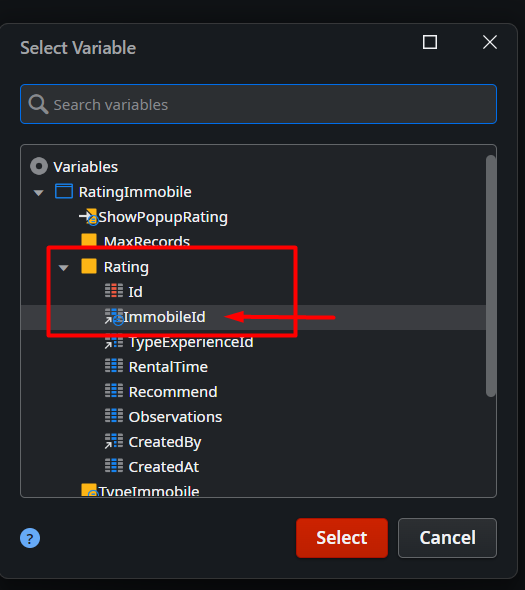 Select Variable
Search variables
Variables
RatingImmobile
ShowPopupRating
MaxRecords
Rating
Id
ImmobileId
TypeExperienceId
RentalTime
Recommend
Observations
CreatedBy
CreatedAt
TypeImmobile
?
Select
Cancel